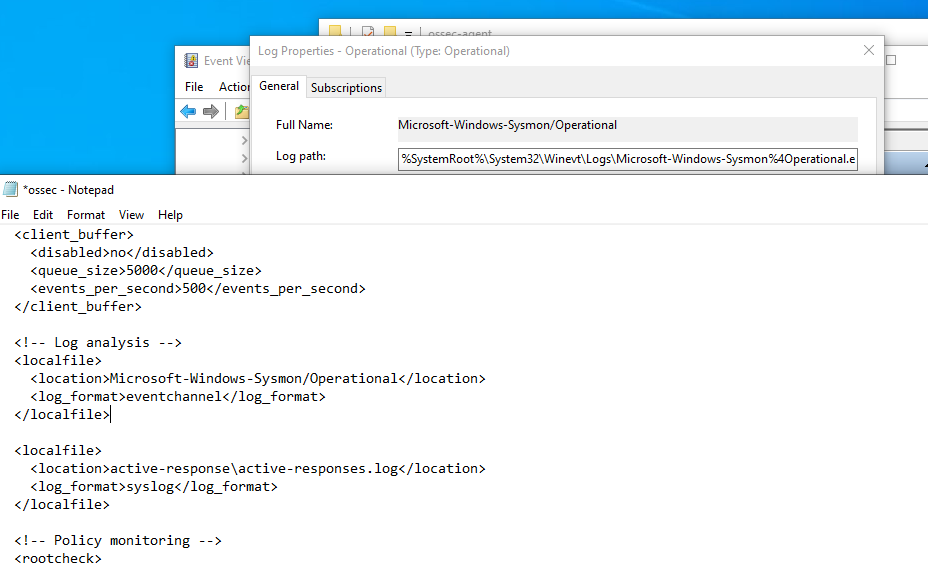 ossec-agent
Event Vie
Log Properties - Operational (Type: Operational)
File Action
General Subscriptions
Full Name: Microsoft-Windows-Sysmon/Operational
Log path: %SystemRoot%\System32\Winevt\Logs\Microsoft-Windows-Sysmon%4Operational.e
*ossec - Notepad
File Edit Format View Help
<client_buffer>
<disabled>no</disabled>
<queue_size>5000</queue_size>
<events_per_second>500</events_per_second>
</client_buffer>
<!-- Log analysis -->
<localfile>
<location>Microsoft-Windows-Sysmon/Operational</location>
<log_format>eventchannel</log_format>
</localfile>
<localfile>
<location>active-response\active-responses.log</location>
<log_format>syslog</log_format>
</localfile>
<!-- Policy monitoring -->
<rootcheck>